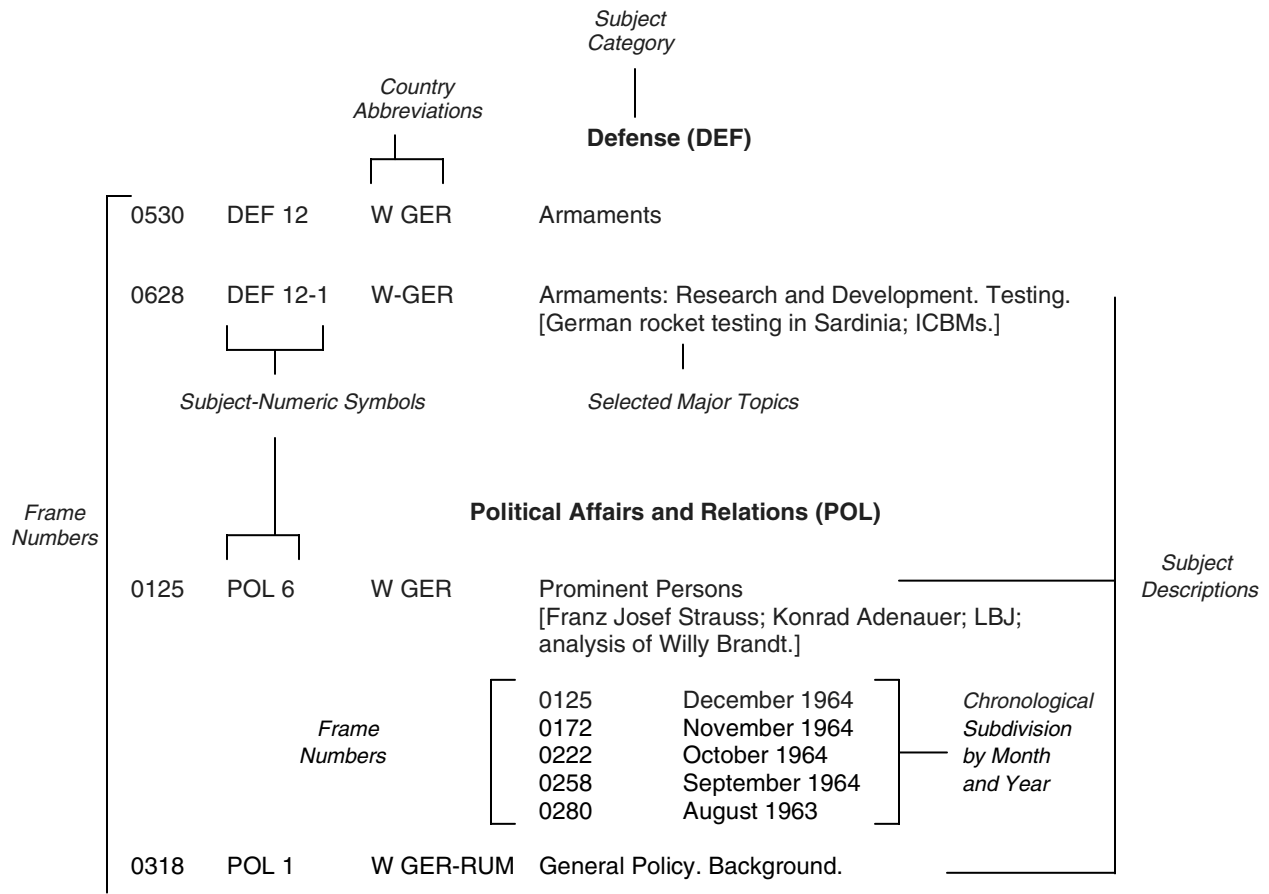 Subject
Category
Country
Abbreviations
Defense (DEF)
0530 DEF 12 W GER Armaments
0628 DEF 12-1 W-GER Armaments: Research and Development. Testing.
[German rocket testing in Sardinia; ICBMs.]
Subject-Numeric Symbols Selected Major Topics
Frame
Numbers
Political Affairs and Relations (POL)
Subject
Descriptions
0125 POL 6 W GER Prominent Persons
[Franz Josef Strauss; Konrad Adenauer; LBJ;
analysis of Willy Brandt.]
Frame
Numbers
0125 December 1964
0172 November 1964
0222 October 1964
0258 September 1964
0280 August 1963
Chronological
Subdivision
by Month
and Year
0318 POL 1 W GER-RUM General Policy. Background.